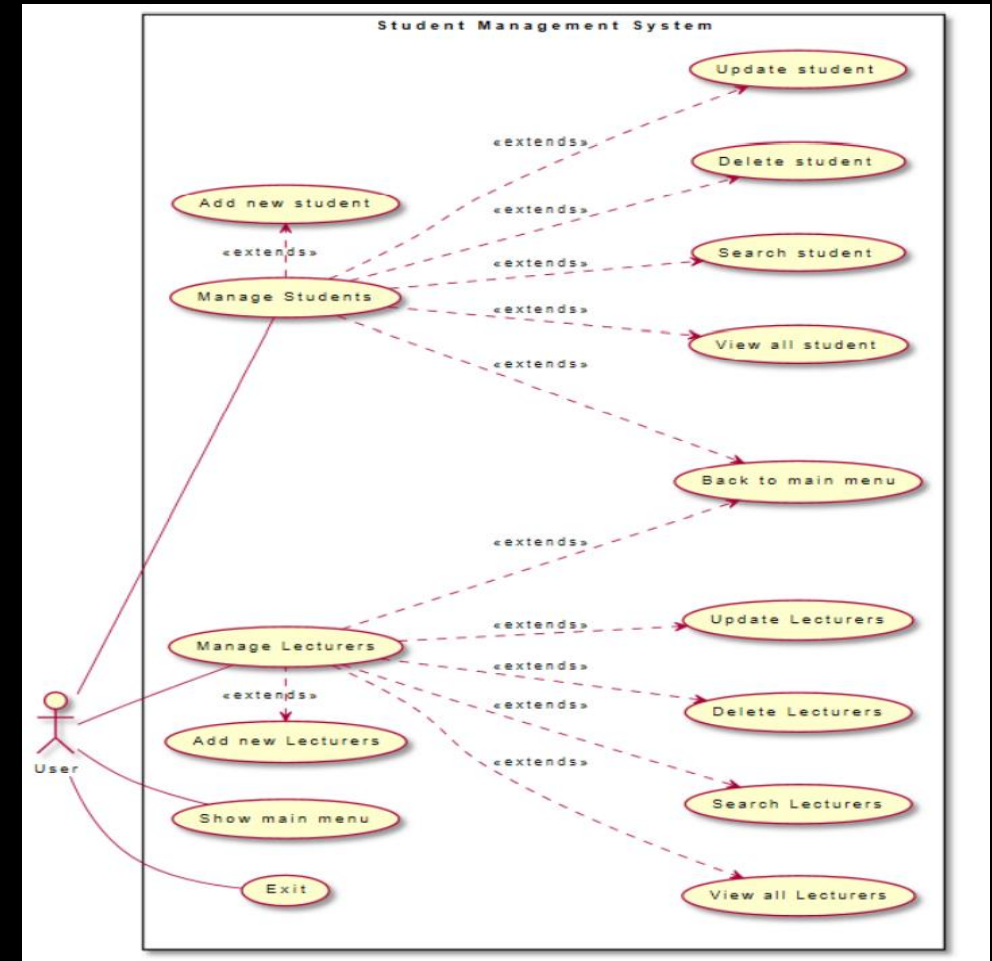 Student Management System
Update student
«extends»
Delete student
Add new student
«extends»
«extends»
Search student
«extends»
Manage Students
«extends»
View all student
«extends»
Back to main menu
«extends»
Update Lecturers
«extends»
Manage Lecturers
«extends»
«extends»
«extends»
Delete Lecturers
Add new Lecturers
«extends»
User
Search Lecturers
Show main menu
Exit
View all Lecturers